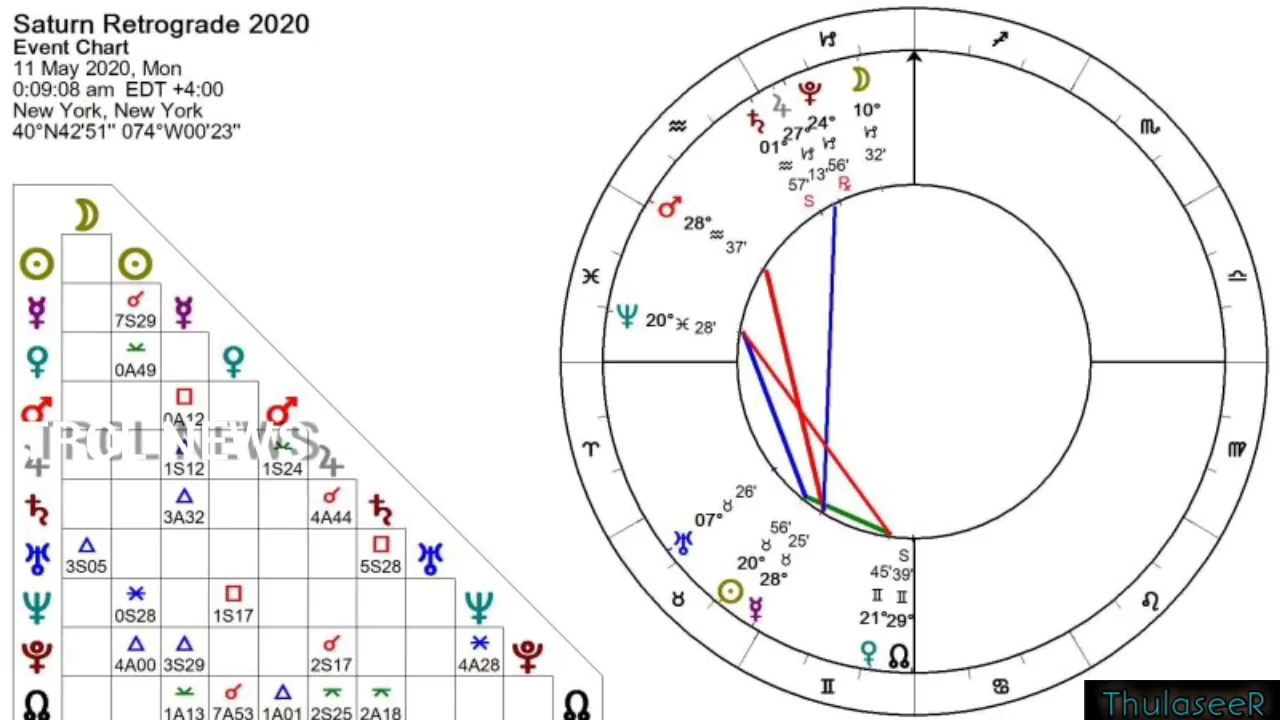 Saturn Retrograde 2020
Event Chart
11 May 2020, Mon
0:09:08 am EDT +4:00
New York, New York
40°N42'51" 074°W00'23"
10°
32'
24°
56'
27°
13'
01°
57'
S
℞
28°
37'
20°
28'
07°
26'
20°
56'
28°
25'
S
45'
39'
21°
29°
7S29
0A49
0A12
TROL NEWS
1S12
1S24
3A32
4A44
3S05
5S28
0S28
1S17
4A00
3S29
2S17
4A28
1A13
7A53
1A01
2S25
2A18
ThulaseeR